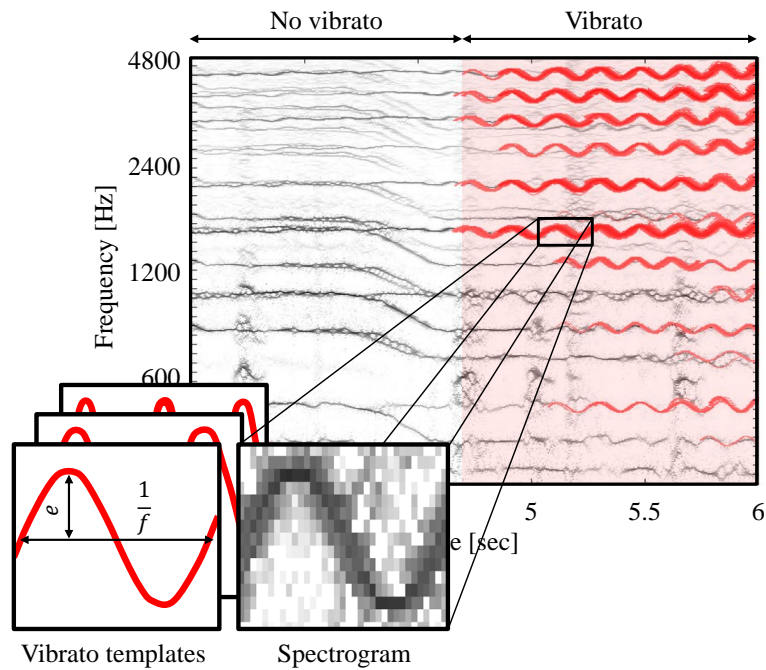 No vibrato
Vibrato
4800
2400
1200
600
Frequency [Hz]
5
5.5
6
e [sec]
e
1
f
Vibrato templates
Spectrogram